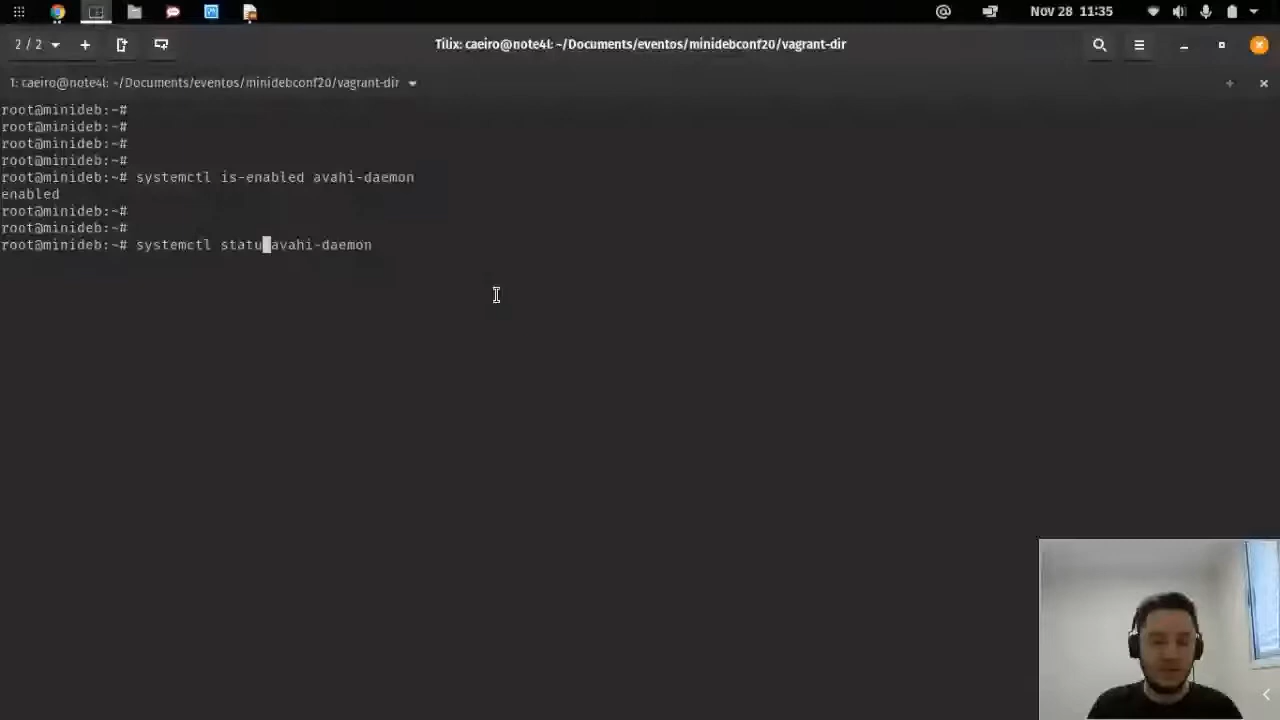 Nov 28 11:35
2 / 2
Tilix: caeiro@note4l: ~/Documents/eventos/minidebconf20/vagrant-dir
1: caeiro@note4l: ~/Documents/eventos/minidebconf20/vagrant-dir
root@minideb:~#
root@minideb:~#
root@minideb:~#
root@minideb:~#
root@minideb:~# systemctl is-enabled avahi-daemon
enabled
root@minideb:~#
root@minideb:~#
root@minideb:~# systemctl statu avahi-daemon